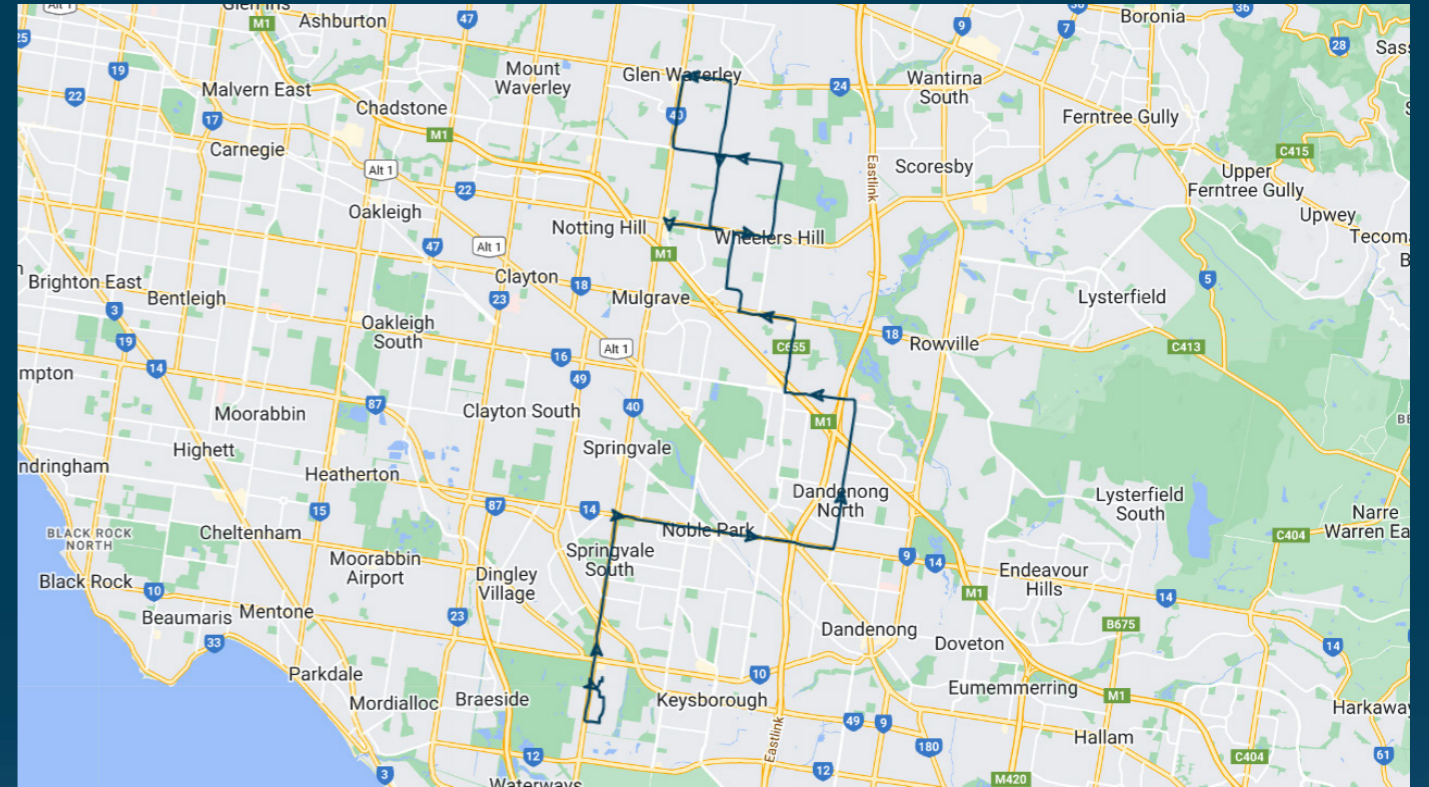 Glen Iris
Alt 1
M1
Ashburton
47
9
7
Boronia
36
28
25
19
22
Malvern East
17
Mount
Waverley
Glen Waverley
24
Wantirna
South
Chadstone
M1
40
Ferntree Gully
Carnegie
Alt 1
22
Scoresby
Eastlink
C415
Upper
Ferntree Gully
Oakleigh
47
Alt 1
Notting Hill
M1
Wheelers Hill
Upwey
Brighton East
3
Bentleigh
Clayton
18
23
Mulgrave
Lysterfield
5
19
14
Oakleigh
South
16
Alt 1
49
C655
18
Rowville
C413
Moorabbin
87
Clayton South
40
M1
Highett
Heatherton
Springvale
15
87
14
Dandenong
North
Lysterfield
South
BLACK ROCK
NORTH
Cheltenham
Noble Park
Narre
Warren Ea
C404
Black Rock
10
Moorabbin
Airport
Springvale
South
9
14
Endeavour
Hills
M1
14
Beaumaris
Mentone
33
Dingley
Village
23
B675
Dandenong
Doveton
14
Parkdale
10
Mordialloc
Braeside
Keysborough
Eumemmerring
M1
Harkaway
49
9
180
Hallam
Eastlink
12
12
C404
61
3
Waterways
M420